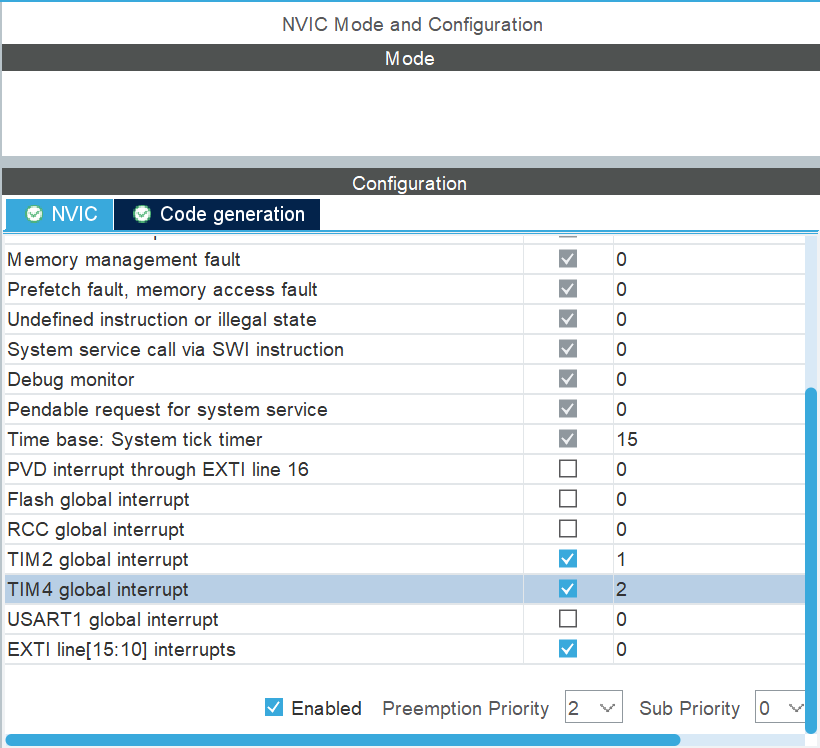 NVIC Mode and Configuration
Mode
Configuration
NVIC Code generation
Memory management fault 0
Prefetch fault, memory access fault 0
Undefined instruction or illegal state 0
System service call via SWI instruction 0
Debug monitor 0
Pendable request for system service 0
Time base: System tick timer 15
PVD interrupt through EXTI line 16 0
Flash global interrupt 0
RCC global interrupt 0
TIM2 global interrupt 1
TIM4 global interrupt 2
USART1 global interrupt 0
EXTI line[15:10] interrupts 0
Enabled Preemption Priority 2 Sub Priority 0